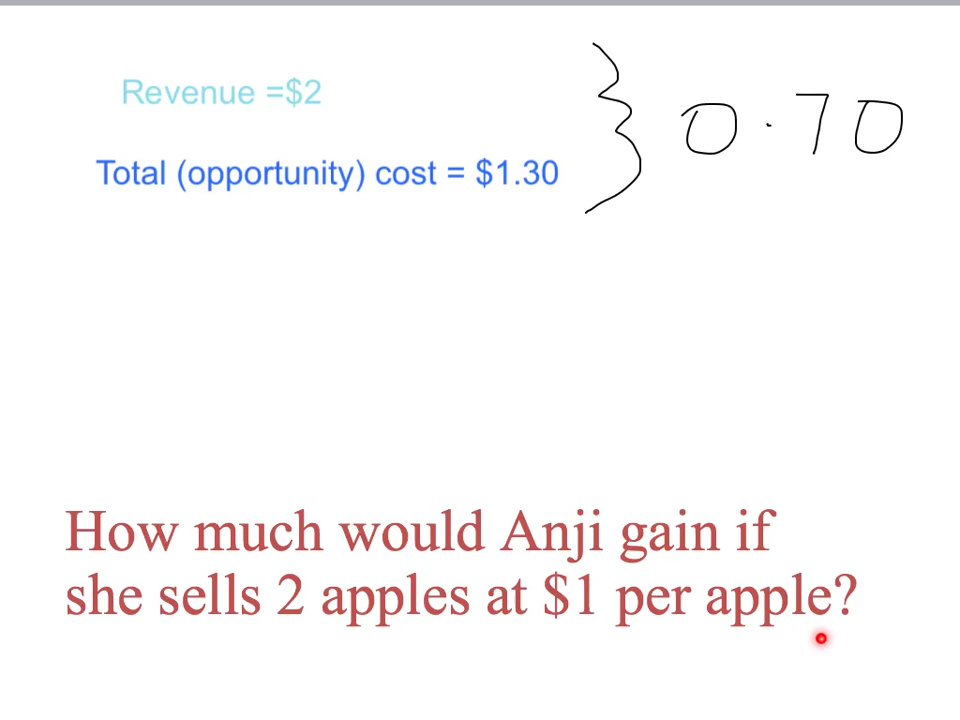 Revenue =$2
Total (opportunity) cost = $1.30
0.70
How much would Anji gain if
she sells 2 apples at $1 per apple?